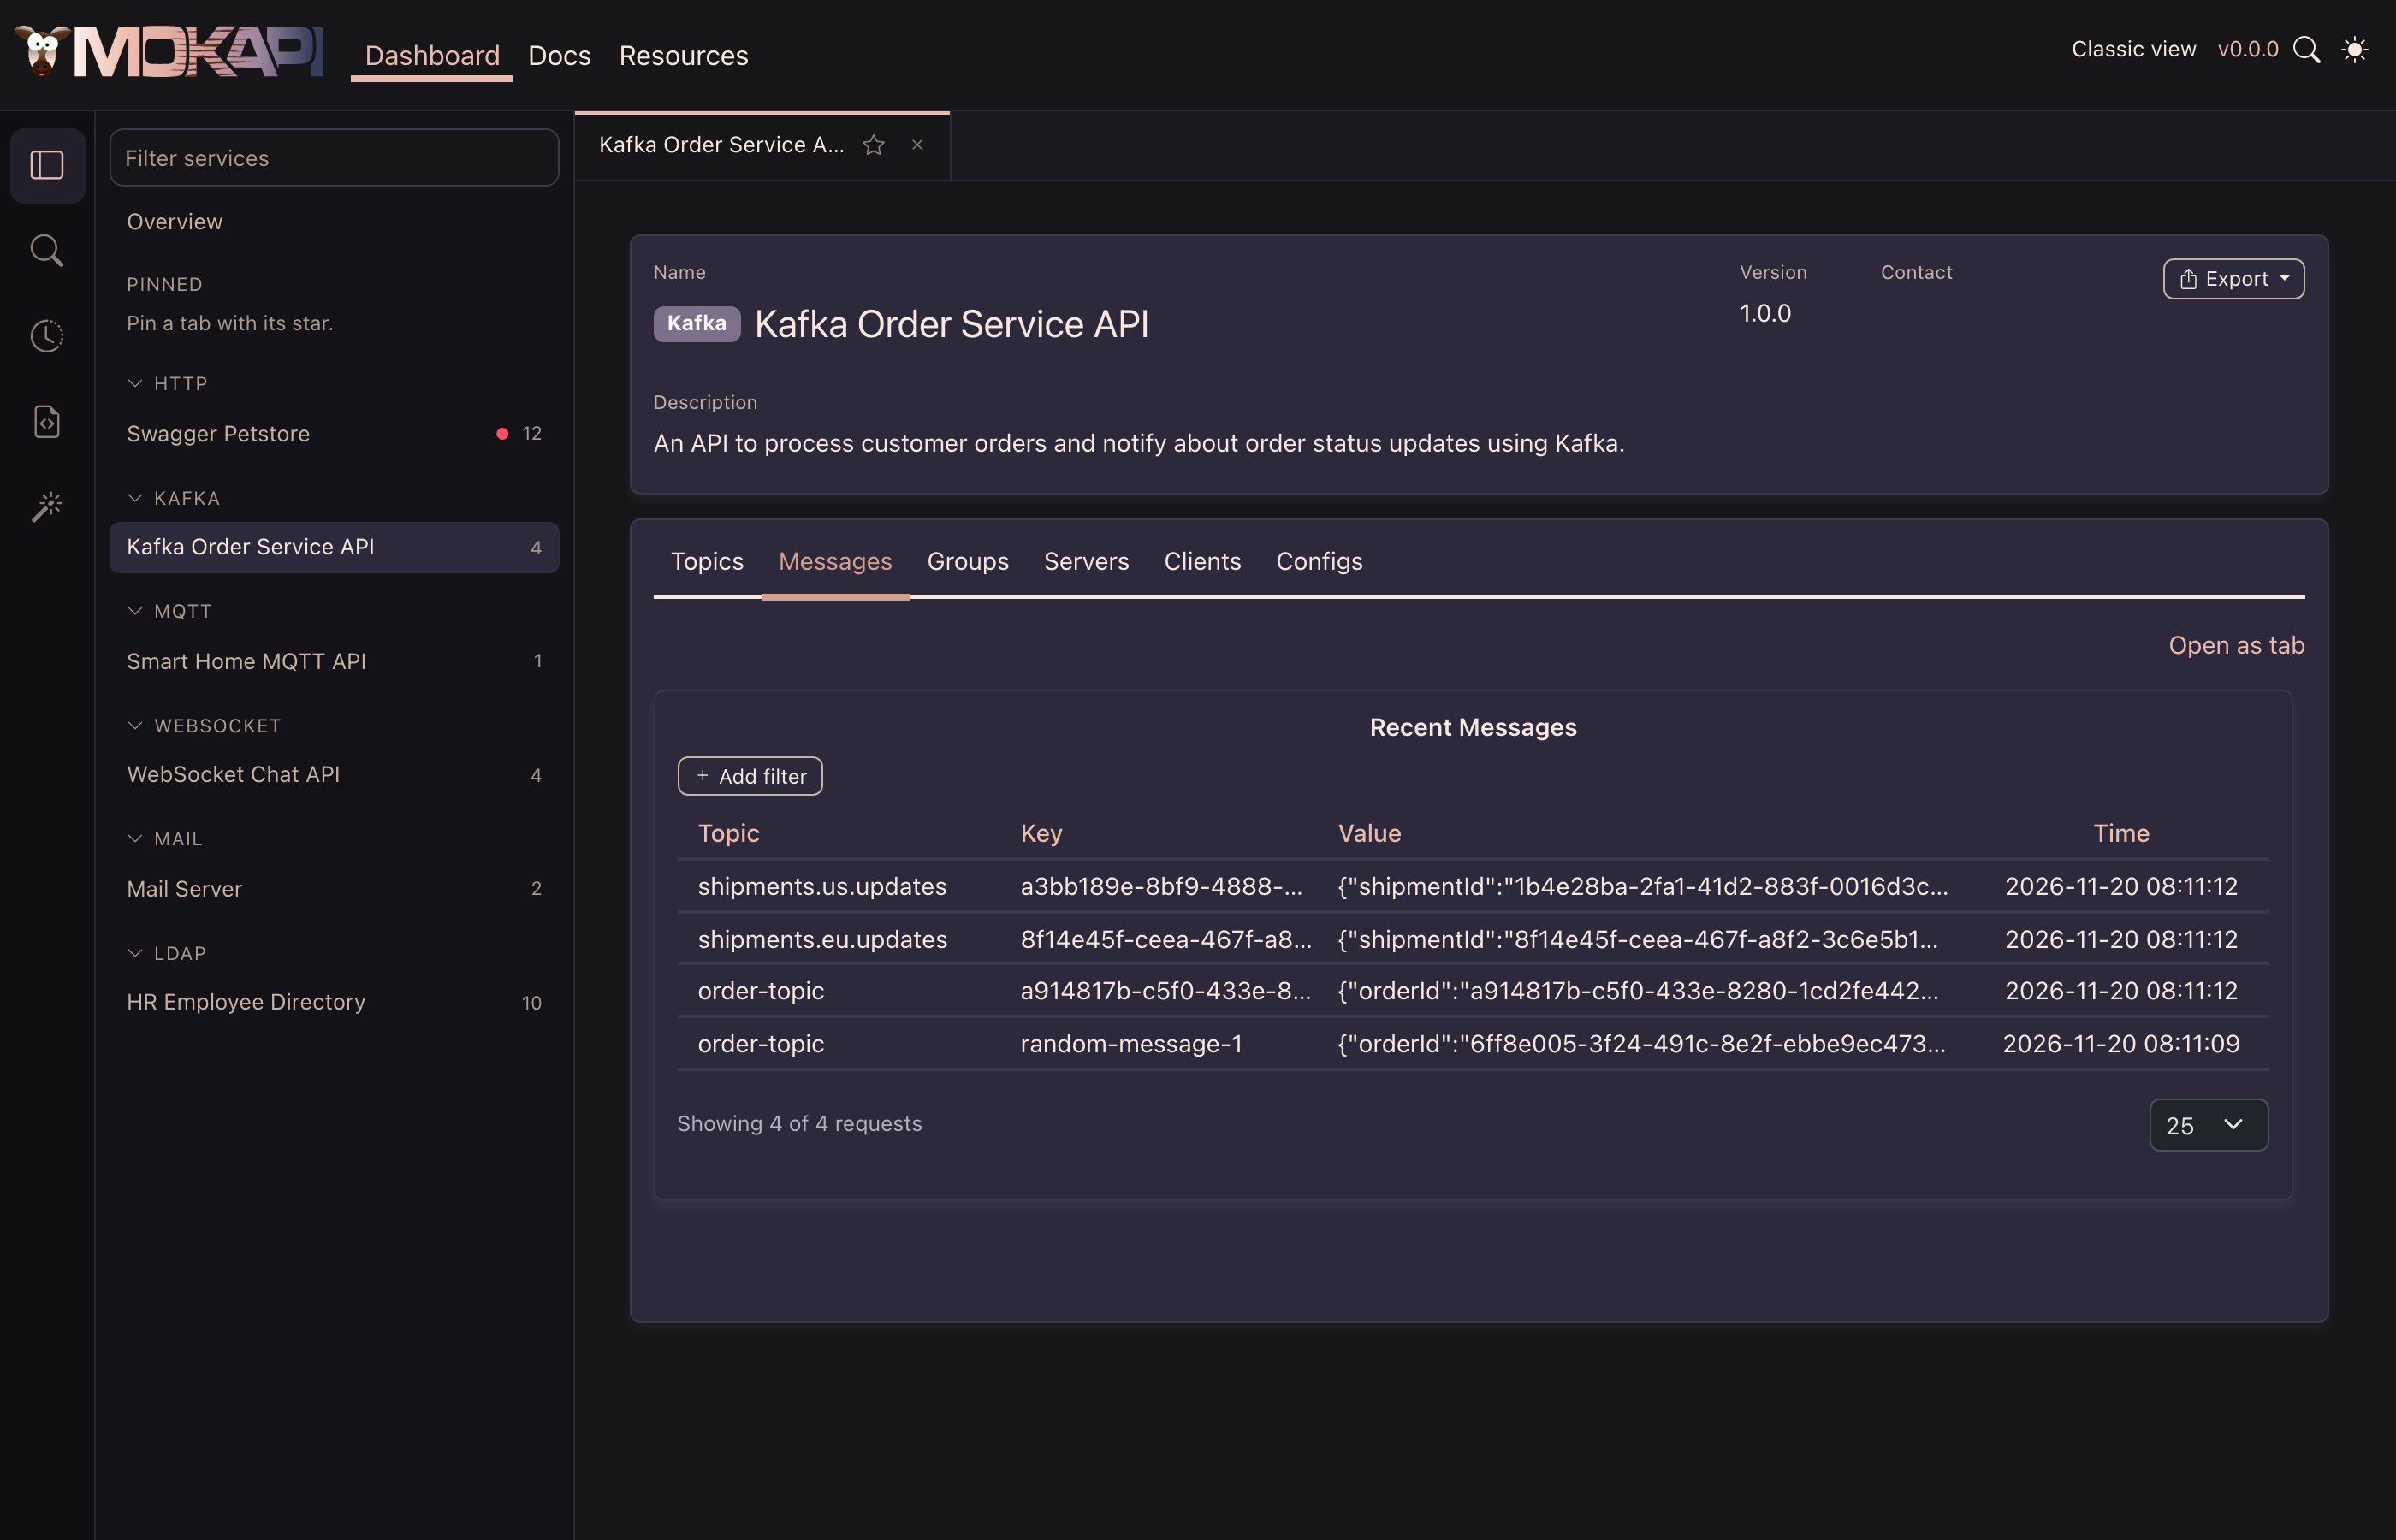 MOKAPI
Dashboard Docs Resources
Classic view v0.0.0
Filter services
Overview
PINNED
Pin a tab with its star.
HTTP
Swagger Petstore 12
KAFKA
Kafka Order Service API 4
MQTT
Smart Home MQTT API 1
WEBSOCKET
WebSocket Chat API 4
MAIL
Mail Server 2
LDAP
HR Employee Directory 10
Kafka Order Service A... ×
Name
Kafka Kafka Order Service API
Version
1.0.0
Contact
Export
Description
An API to process customer orders and notify about order status updates using Kafka.
Topics Messages Groups Servers Clients Configs
Open as tab
Recent Messages
+ Add filter
Topic Key Value Time
shipments.us.updates a3bb189e-8bf9-4888-... {"shipmentId":"1b4e28ba-2fa1-41d2-883f-0016d3c... 2026-11-20 08:11:12
shipments.eu.updates 8f14e45f-ceea-467f-a8... {"shipmentId":"8f14e45f-ceea-467f-a8f2-3c6e5b1... 2026-11-20 08:11:12
order-topic a914817b-c5f0-433e-8... {"orderId":"a914817b-c5f0-433e-8280-1cd2fe442... 2026-11-20 08:11:12
order-topic random-message-1 {"orderId":"6ff8e005-3f24-491c-8e2f-ebbe9ec473... 2026-11-20 08:11:09
Showing 4 of 4 requests
25